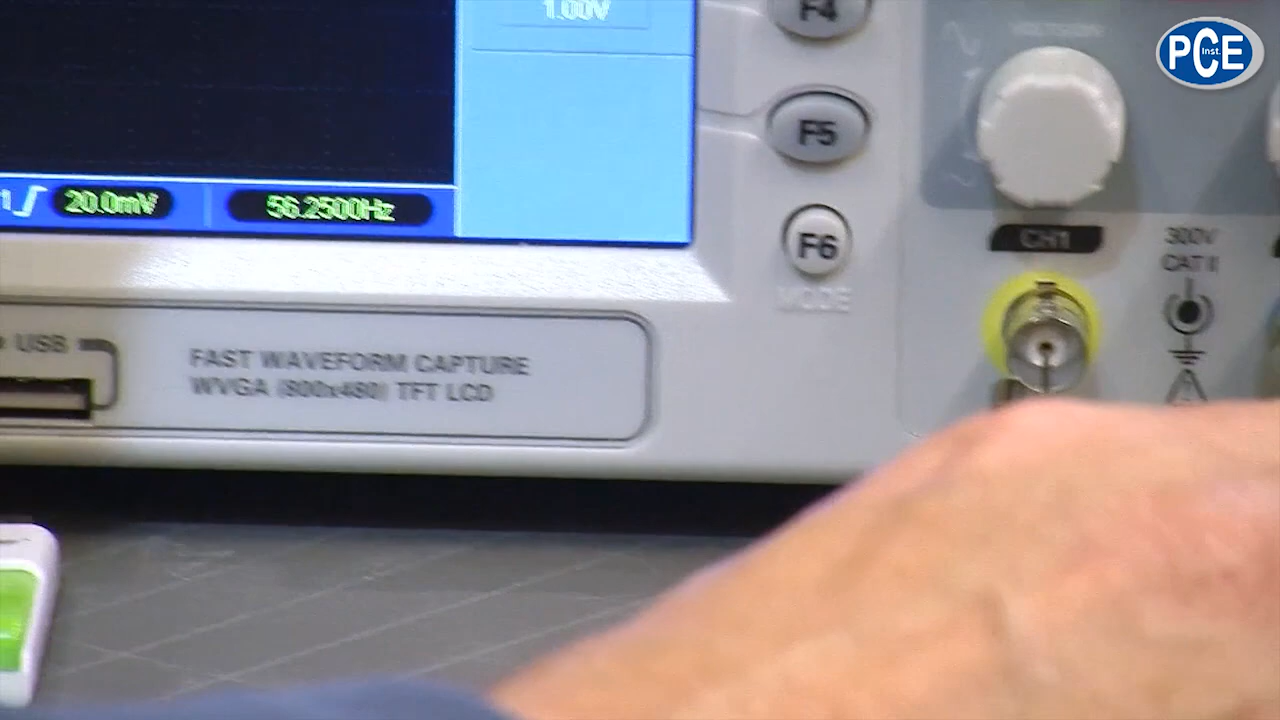 1.00V
F4
PCE
Inst.
F5
1
20.0mV
56.2500Hz
F6
MODE
CH1
300V
CAT II
USB
FAST WAVEFORM CAPTURE
WVGA (800x480) TFT LCD